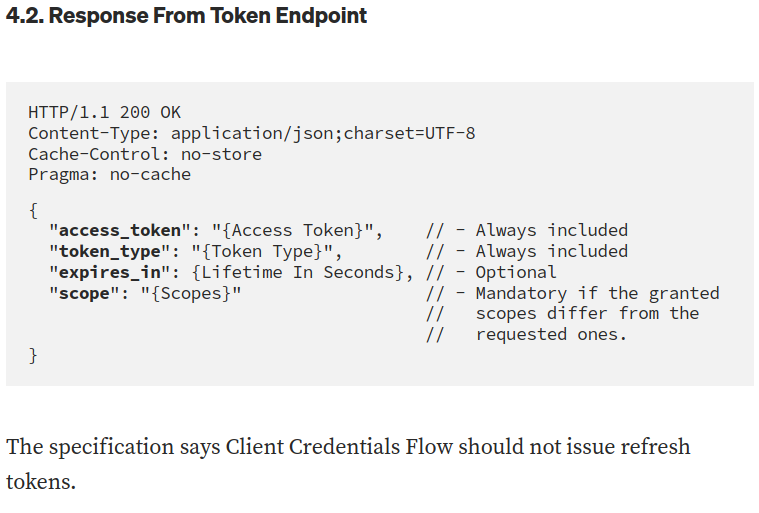 4.2. Response From Token Endpoint
HTTP/1.1 200 OK
Content-Type: application/json;charset=UTF-8
Cache-Control: no-store
Pragma: no-cache
{
  "access_token": "{Access Token}",    // - Always included
  "token_type": "{Token Type}",        // - Always included
  "expires_in": {Lifetime In Seconds}, // - Optional
  "scope": "{Scopes}"                  // - Mandatory if the granted
                                       //   scopes differ from the
                                       //   requested ones.
}
The specification says Client Credentials Flow should not issue refresh
tokens.